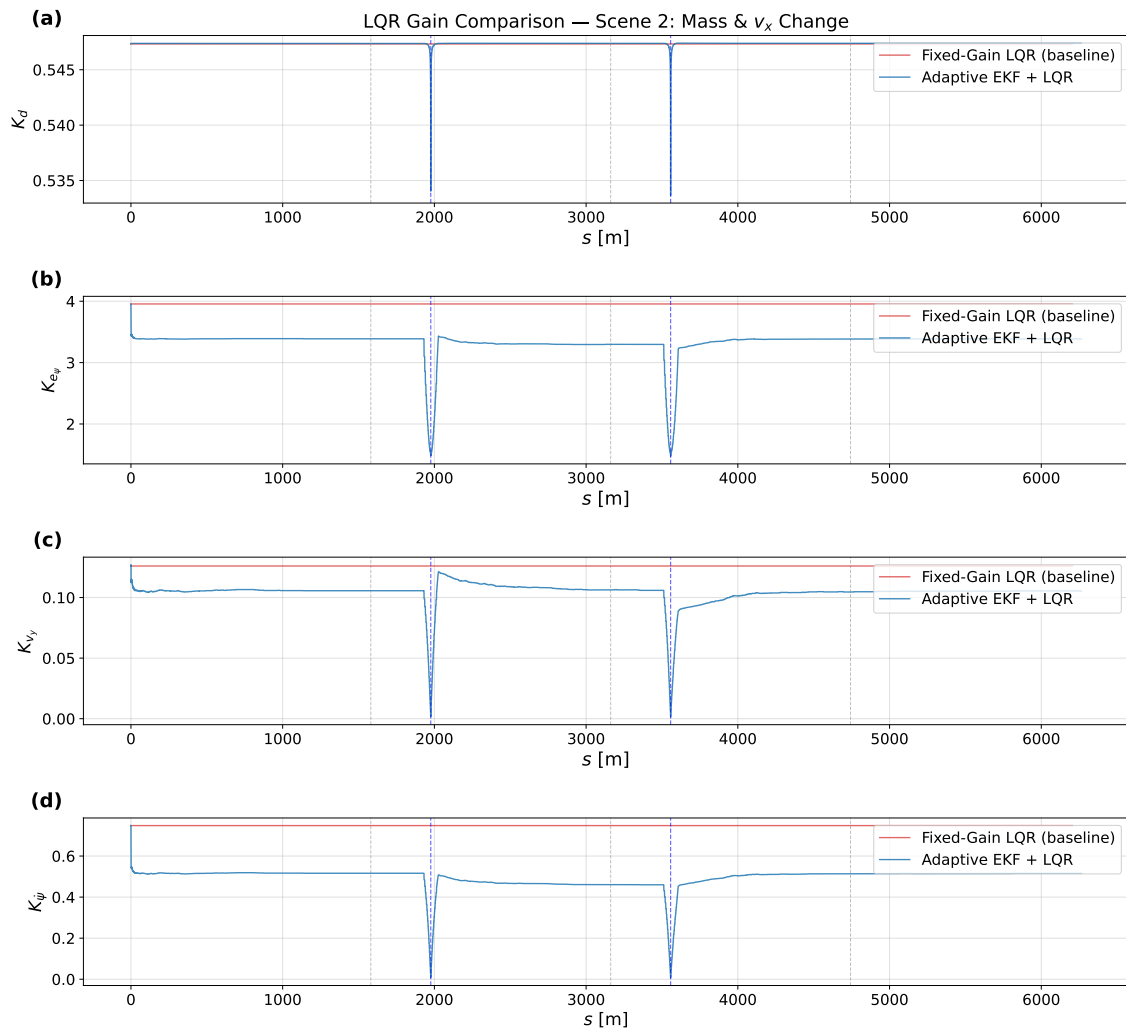 (a)
LQR Gain Comparison — Scene 2: Mass & vₓ Change
0.545
0.540
0.535
K_d
Fixed-Gain LQR (baseline)
Adaptive EKF + LQR
0 1000 2000 3000 4000 5000 6000
s [m]
(b)
4
3
2
K_{e_ψ}
Fixed-Gain LQR (baseline)
Adaptive EKF + LQR
0 1000 2000 3000 4000 5000 6000
s [m]
(c)
0.10
0.05
0.00
K_{v_y}
Fixed-Gain LQR (baseline)
Adaptive EKF + LQR
0 1000 2000 3000 4000 5000 6000
s [m]
(d)
0.6
0.4
0.2
0.0
K_{ψ̇}
Fixed-Gain LQR (baseline)
Adaptive EKF + LQR
0 1000 2000 3000 4000 5000 6000
s [m]